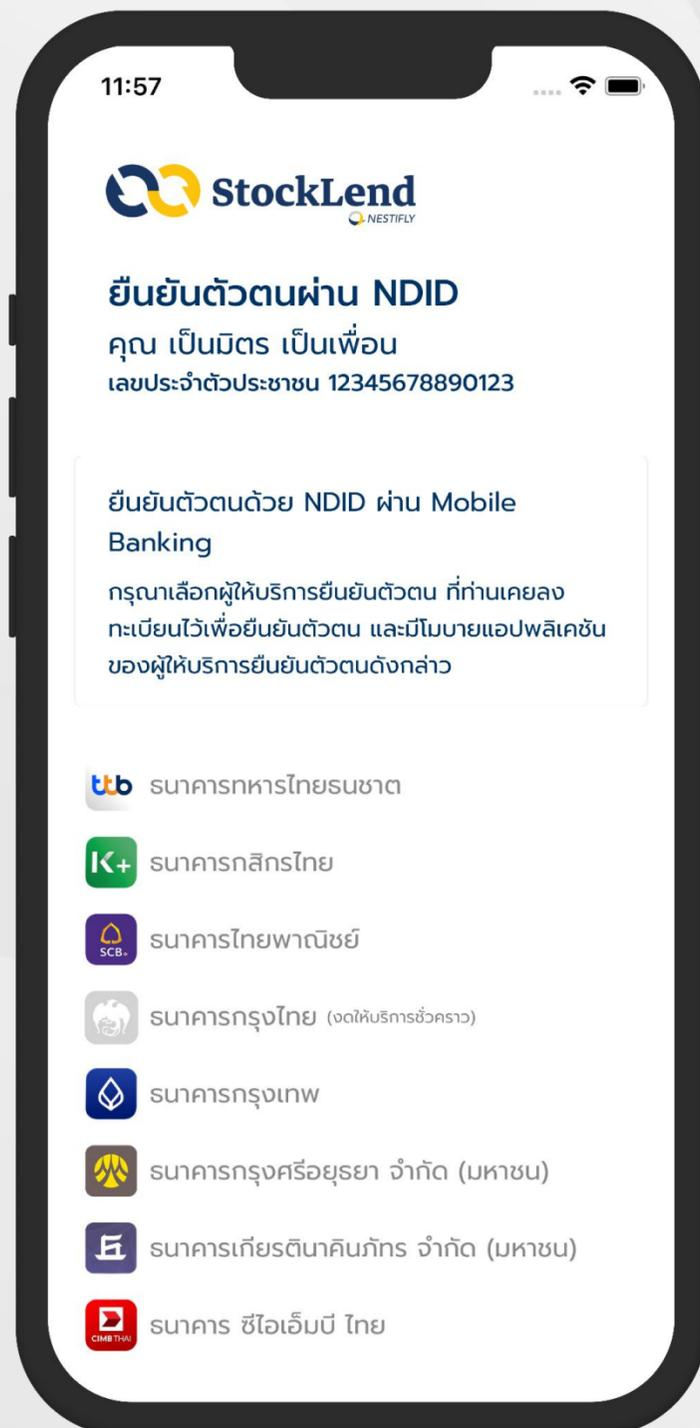 11:57
StockLend
NESTIFLY
ยืนยันตัวตนผ่าน NDID
คุณ เป็นมิตร เป็นเพื่อน
เลขประจำตัวประชาชน 12345678890123
ยืนยันตัวตนด้วย NDID ผ่าน Mobile
Banking
กรุณาเลือกผู้ให้บริการยืนยันตัวตน ที่ท่านเคยลง
ทะเบียนไว้เพื่อยืนยันตัวตน และมีโมบายแอปพลิเคชัน
ของผู้ให้บริการยืนยันตัวตนดังกล่าว
ttb ธนาคารทหารไทยธนชาต
K+ ธนาคารกสิกรไทย
SCB ธนาคารไทยพาณิชย์
ธนาคารกรุงไทย (งดให้บริการชั่วคราว)
ธนาคารกรุงเทพ
ธนาคารกรุงศรีอยุธยา จำกัด (มหาชน)
ธนาคารเกียรตินาคินภัทร จำกัด (มหาชน)
CIMB THAI ธนาคาร ซีไอเอ็มบี ไทย